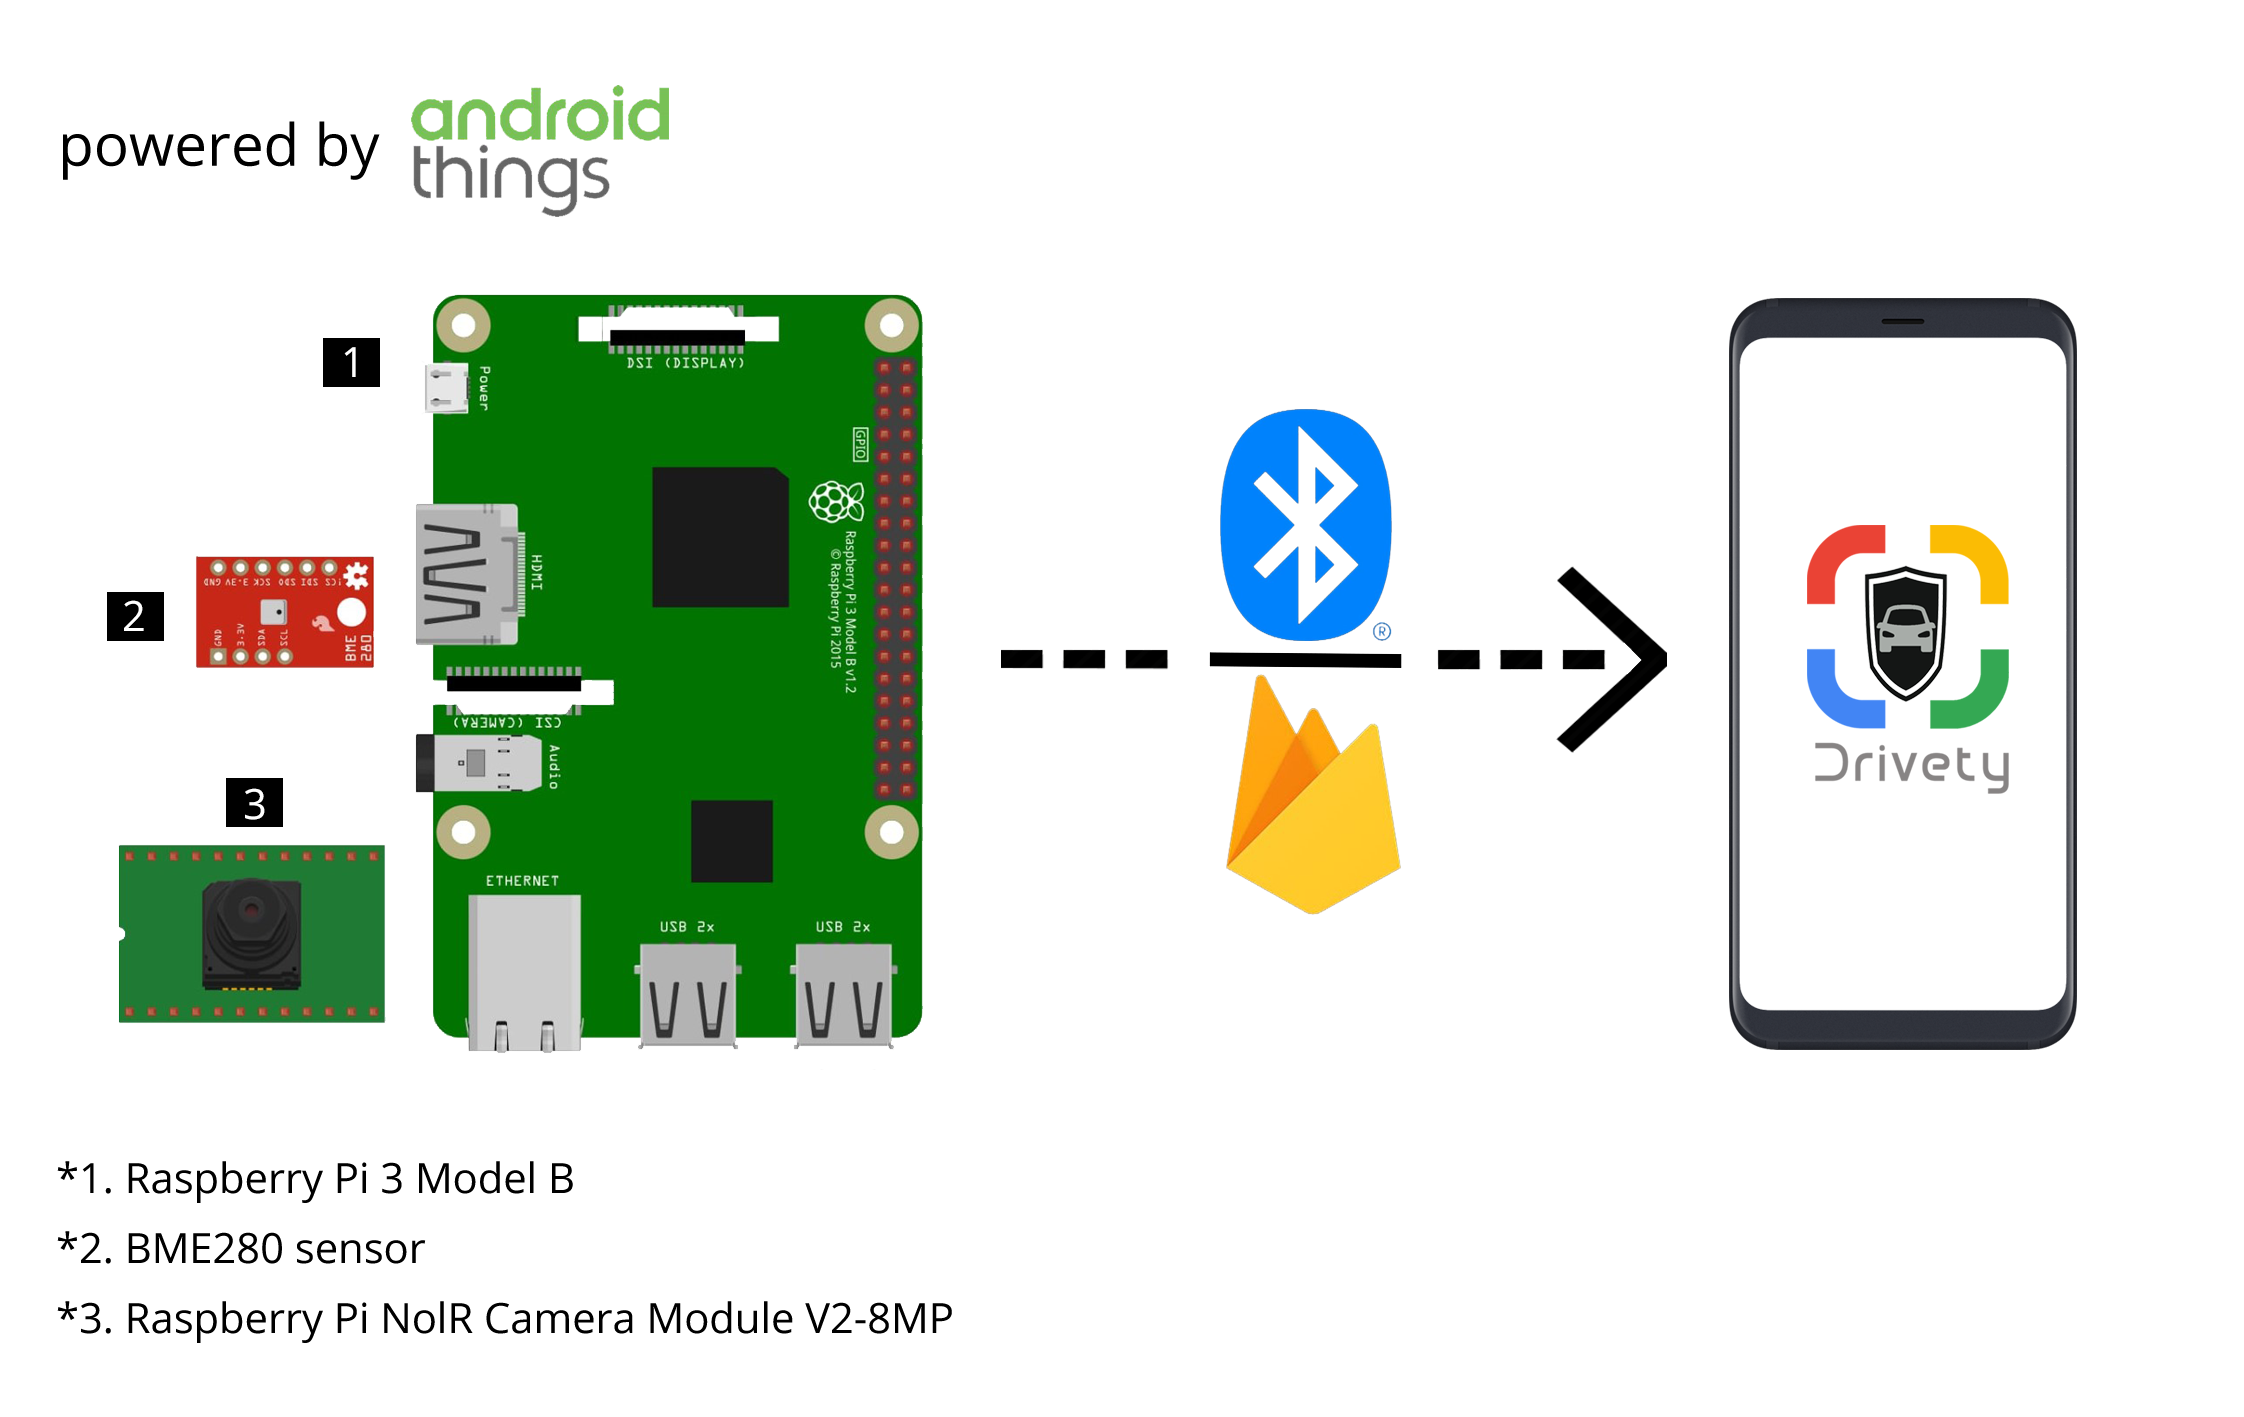 powered by
android
things
1
DSI (DISPLAY)
Power
GPIO
HDMI
Raspberry Pi 3 Model B v1.2
© Raspberry Pi 2015
2
GND 3.3V SCK SDO SDI !CS
GND 3.3V SDA SCL
BME
280
CSI (CAMERA)
Audio
3
ETHERNET
USB 2x
USB 2x
®
Drivety
*1. Raspberry Pi 3 Model B
*2. BME280 sensor
*3. Raspberry Pi NolR Camera Module V2-8MP